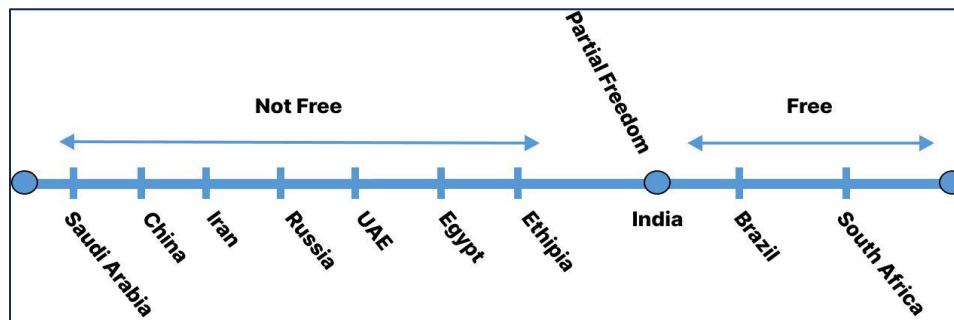 Partial Freedom
Not Free
Free
Saudi Arabia
China
Iran
Russia
UAE
Egypt
Ethipia
India
Brazil
South Africa